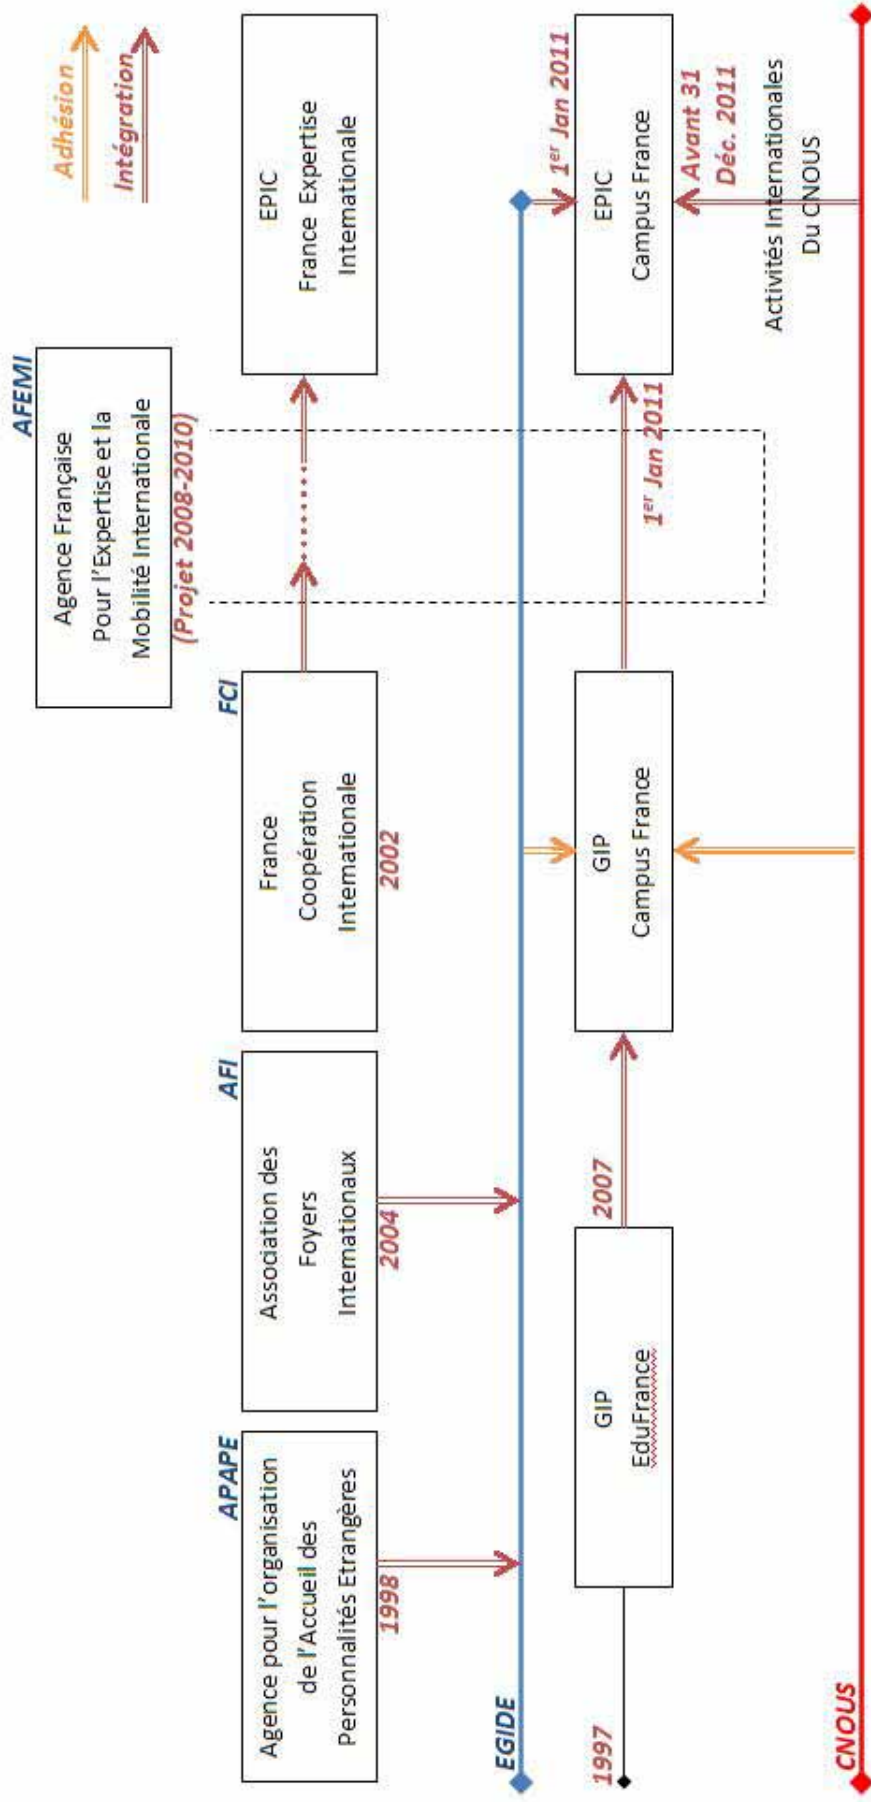 Adhésion
Intégration
AFEMI
Agence Française
Pour l'Expertise et la
Mobilité Internationale
(Projet 2008-2010)
APAPE
Agence pour l'organisation
de l'Accueil des
Personnalités Etrangères
1998
AFI
Association des
Foyers
Internationaux
2004
FCI
France
Coopération
Internationale
2002
EPIC
France Expertise
Internationale
EGIDE
1er Jan 2011
1997
GIP
EduFrance
2007
GIP
Campus France
1er Jan 2011
EPIC
Campus France
Avant 31
Déc. 2011
Activités Internationales
Du CNOUS
CNOUS